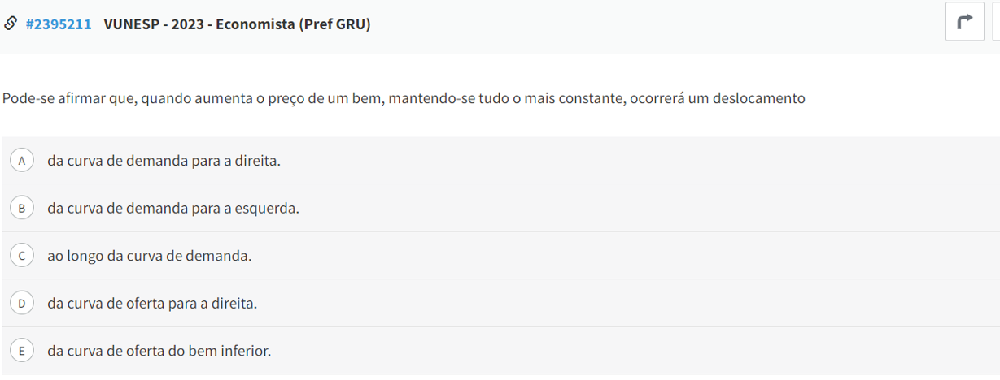 #2395211 VUNESP - 2023 - Economista (Pref GRU)
Pode-se afirmar que, quando aumenta o preço de um bem, mantendo-se tudo o mais constante, ocorrerá um deslocamento
A da curva de demanda para a direita.
B da curva de demanda para a esquerda.
C ao longo da curva de demanda.
D da curva de oferta para a direita.
E da curva de oferta do bem inferior.